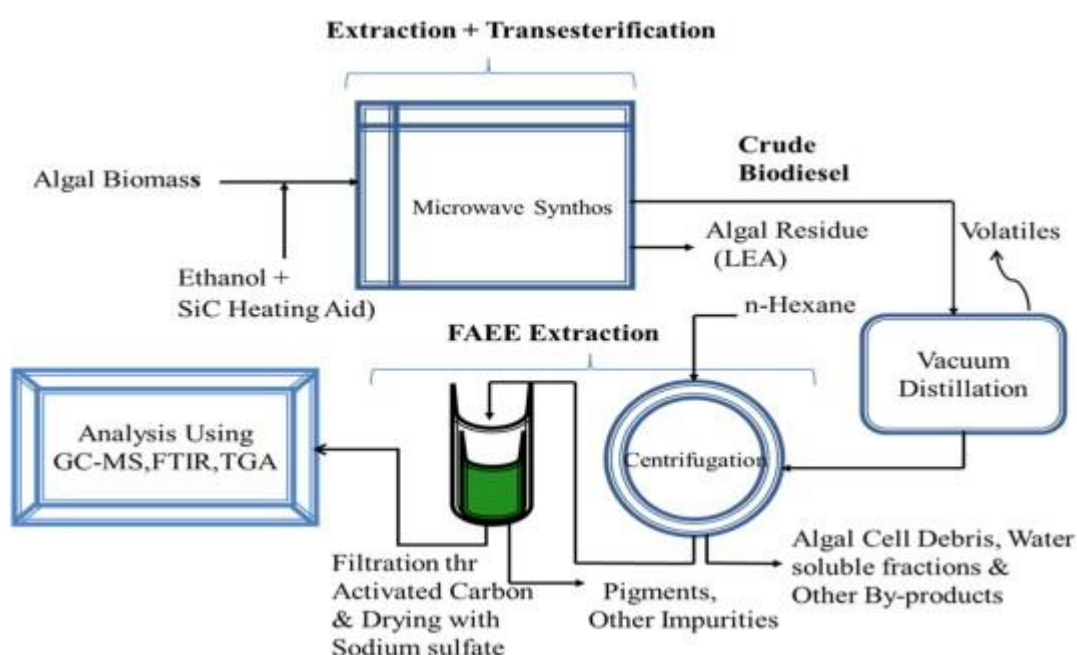 Extraction + Transesterification
Algal Biomass
Ethanol +
SiC Heating Aid)
Microwave Synthos
Crude
Biodiesel
Algal Residue
(LEA)
Volatiles
n-Hexane
Vacuum
Distillation
FAEE Extraction
Centrifugation
Analysis Using
GC-MS,FTIR,TGA
Filtration thr
Activated Carbon
& Drying with
Sodium sulfate
Pigments,
Other Impurities
Algal Cell Debris, Water
soluble fractions &
Other By-products